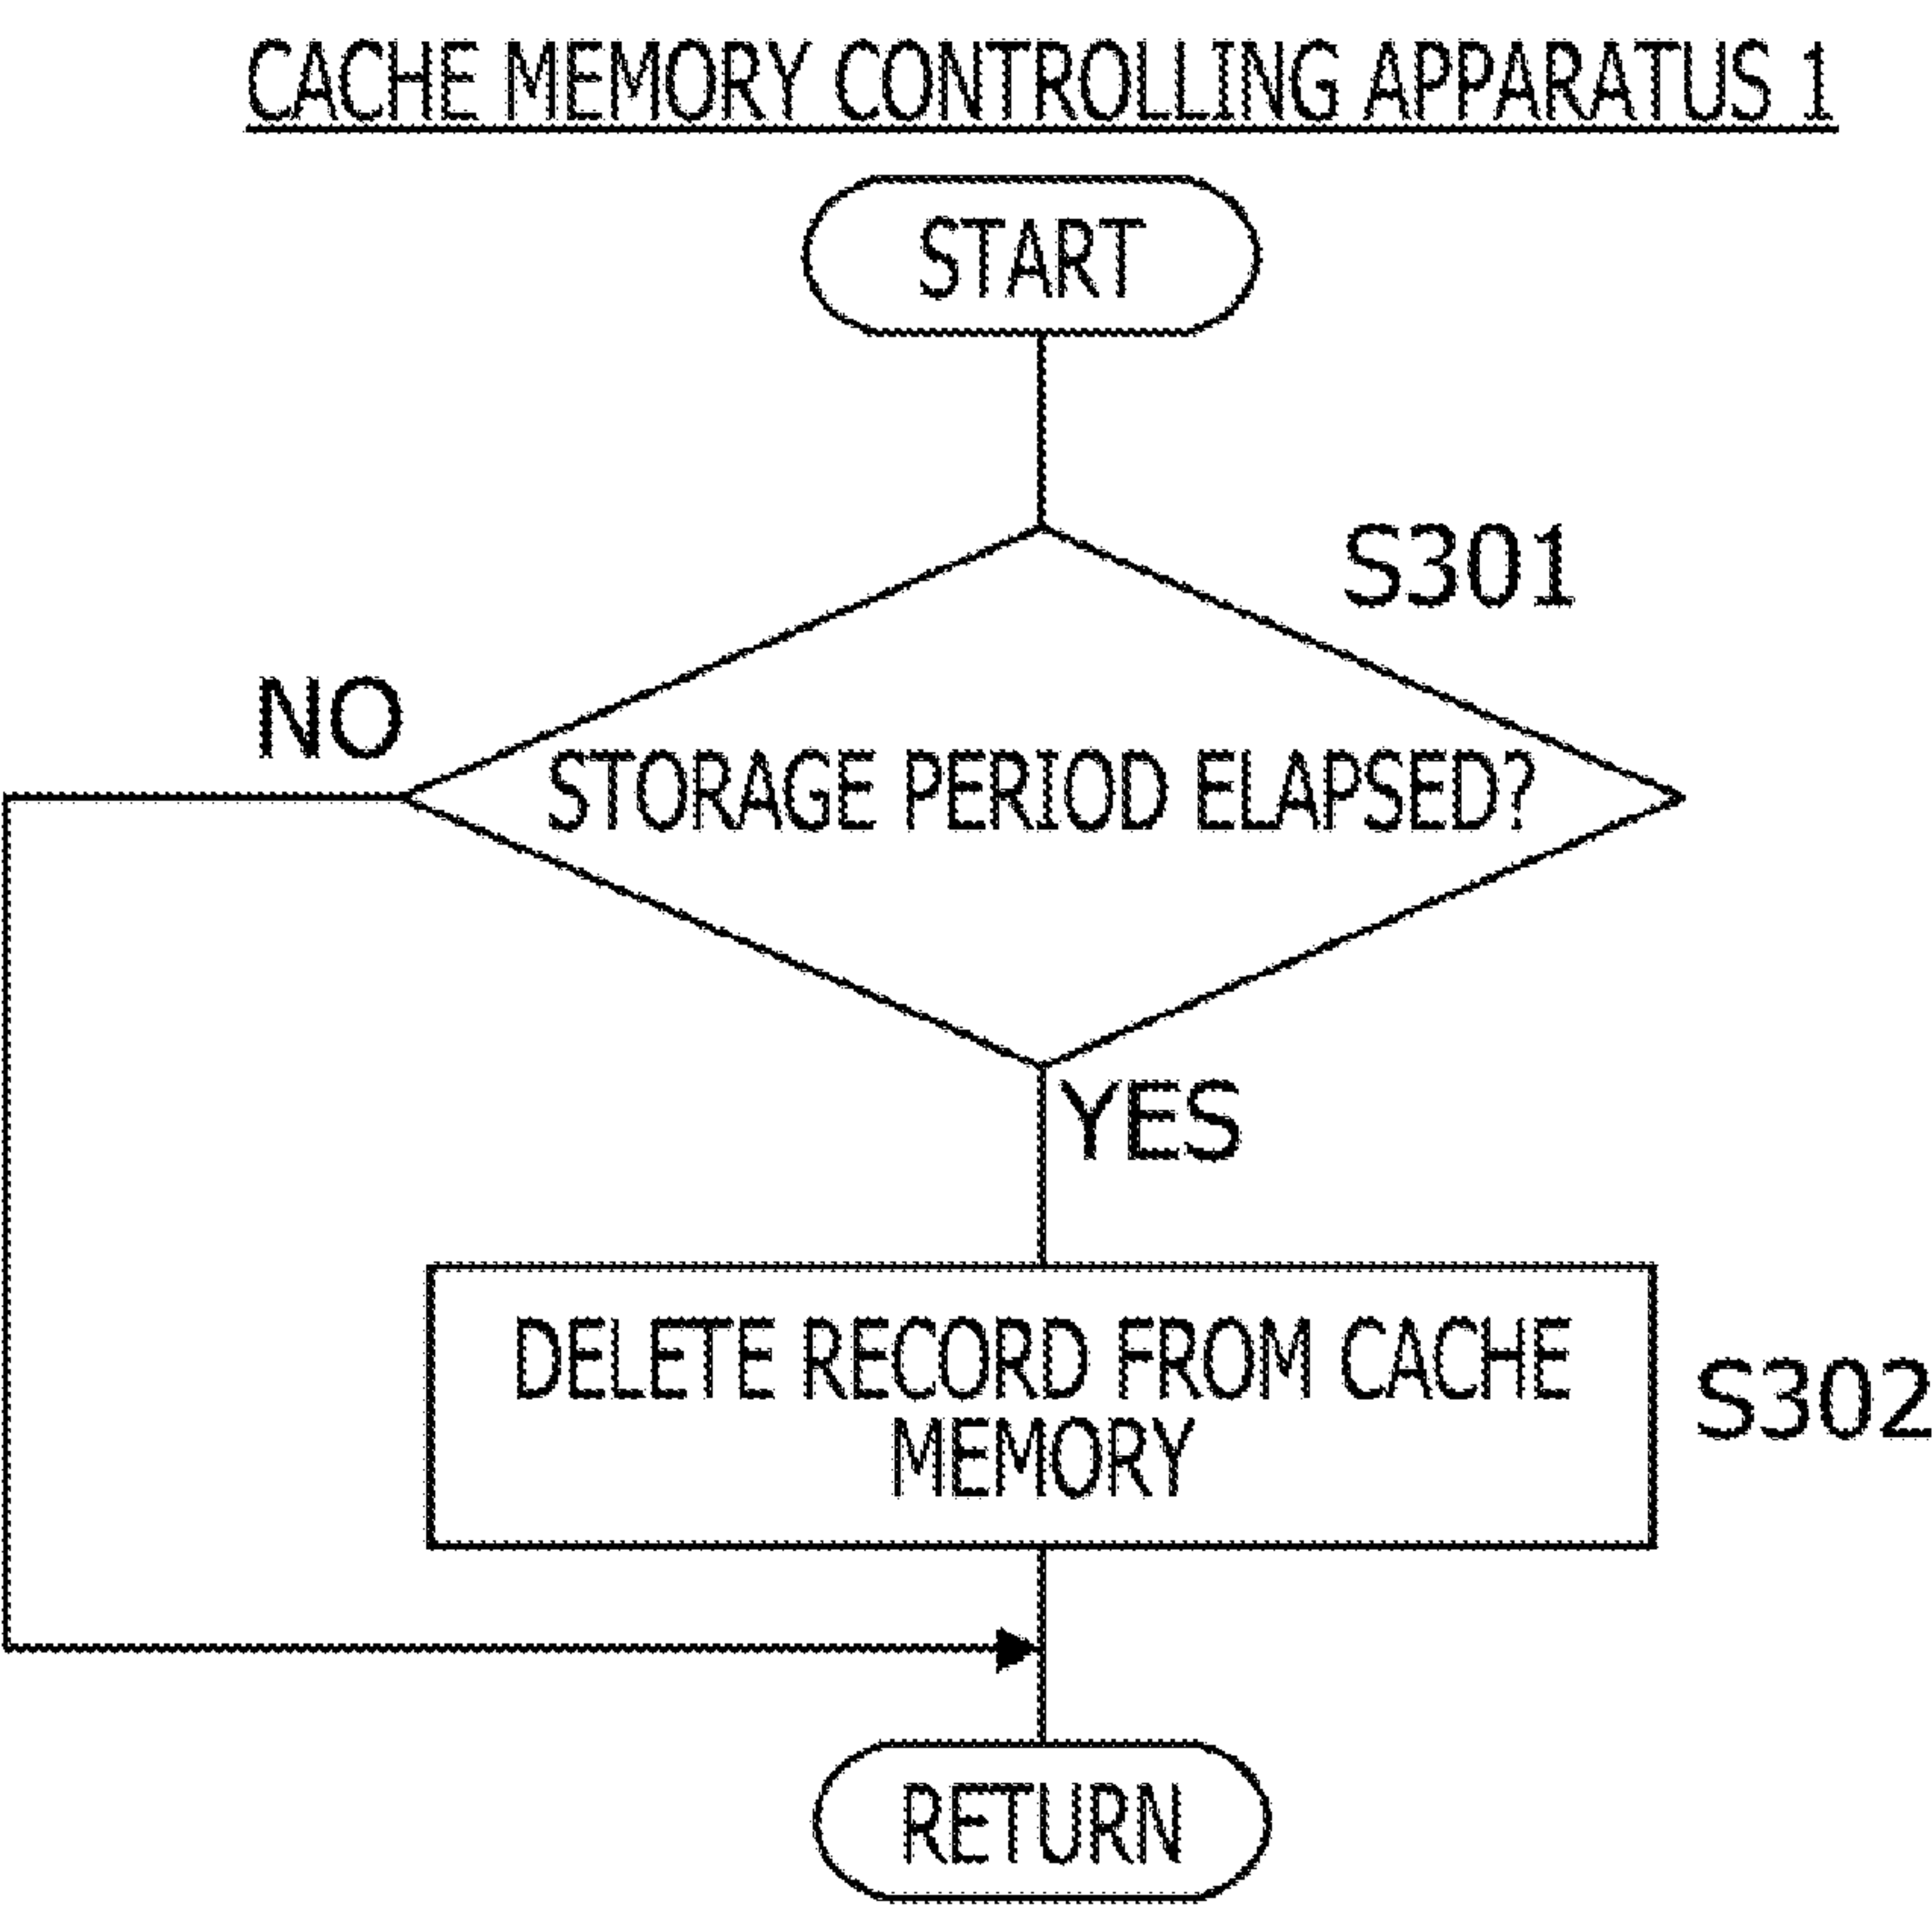 CACHE MEMORY CONTROLLING APPARATUS 1
START
S301
NO
STORAGE PERIOD ELAPSED?
YES
DELETE RECORD FROM CACHE
MEMORY
S302
RETURN